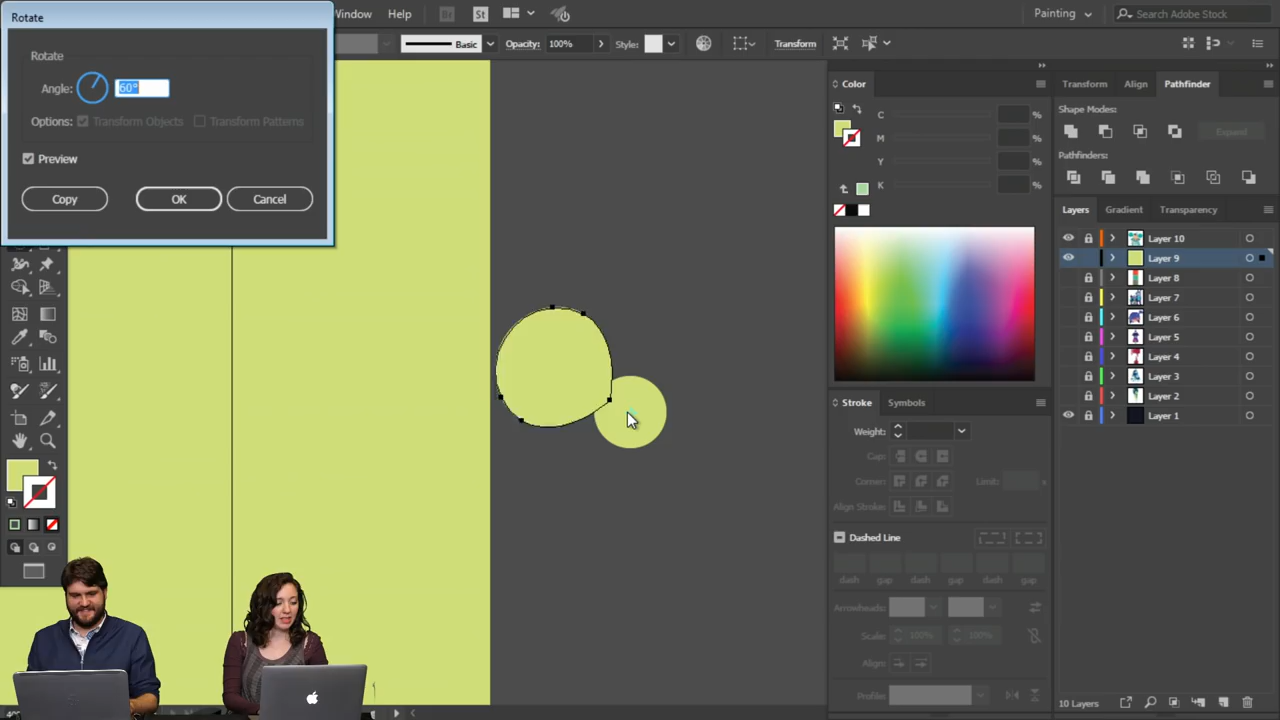 Rotate
Window Help Br St Painting Search Adobe Stock
Basic Opacity: 100% Style: Transform
Rotate
Angle: 60°
Options: Transform Objects Transform Patterns
Preview
Copy OK Cancel
Color
C %
M %
Y %
K %
Transform Align Pathfinder
Shape Modes:
Expand
Pathfinders:
Layers Gradient Transparency
Layer 10
Layer 9
Layer 8
Layer 7
Layer 6
Layer 5
Layer 4
Layer 3
Layer 2
Layer 1
10 Layers
Stroke Symbols
Weight:
Cap:
Corner: Limit: x
Align Stroke:
Dashed Line
dash gap dash gap dash gap
Arrowheads:
Scale: 100% 100%
Align:
Profile: